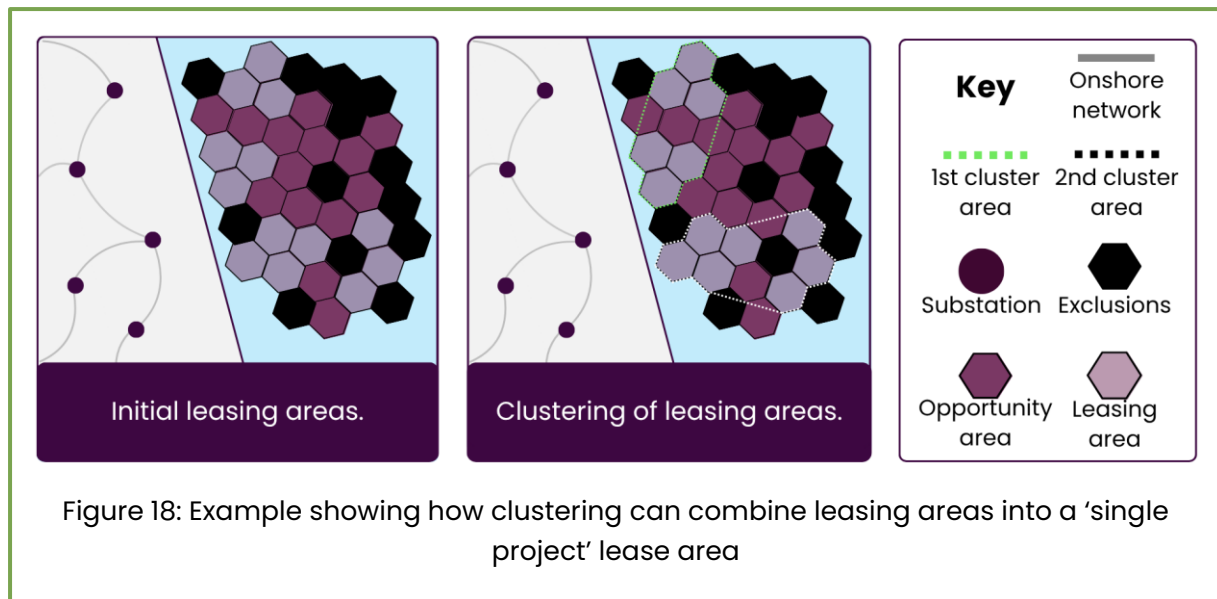 Initial leasing areas.
Clustering of leasing areas.
Key
Onshore
network
1st cluster
area
2nd cluster
area
Substation
Exclusions
Opportunity
area
Leasing
area
Figure 18: Example showing how clustering can combine leasing areas into a ‘single
project’ lease area